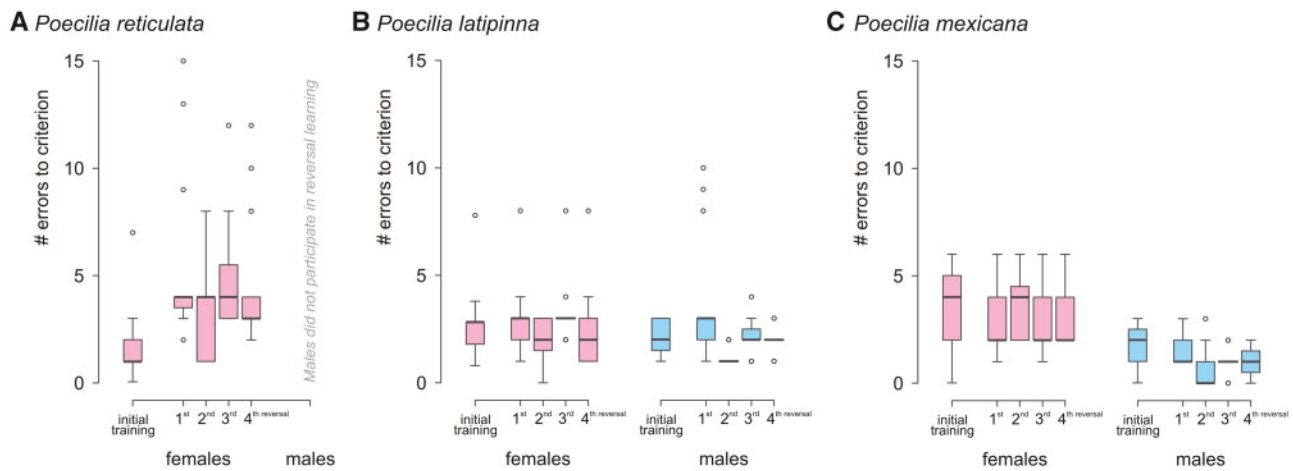 A Poecilia reticulata
B Poecilia latipinna
C Poecilia mexicana
# errors to criterion
15
10
5
0
Males did not participate in reversal learning
initial
training
1st 2nd 3rd 4th reversal
females males
# errors to criterion
15
10
5
0
initial
training
1st 2nd 3rd 4th reversal
initial
training
1st 2nd 3rd 4th reversal
females males
# errors to criterion
15
10
5
0
initial
training
1st 2nd 3rd 4th reversal
initial
training
1st 2nd 3rd 4th reversal
females males